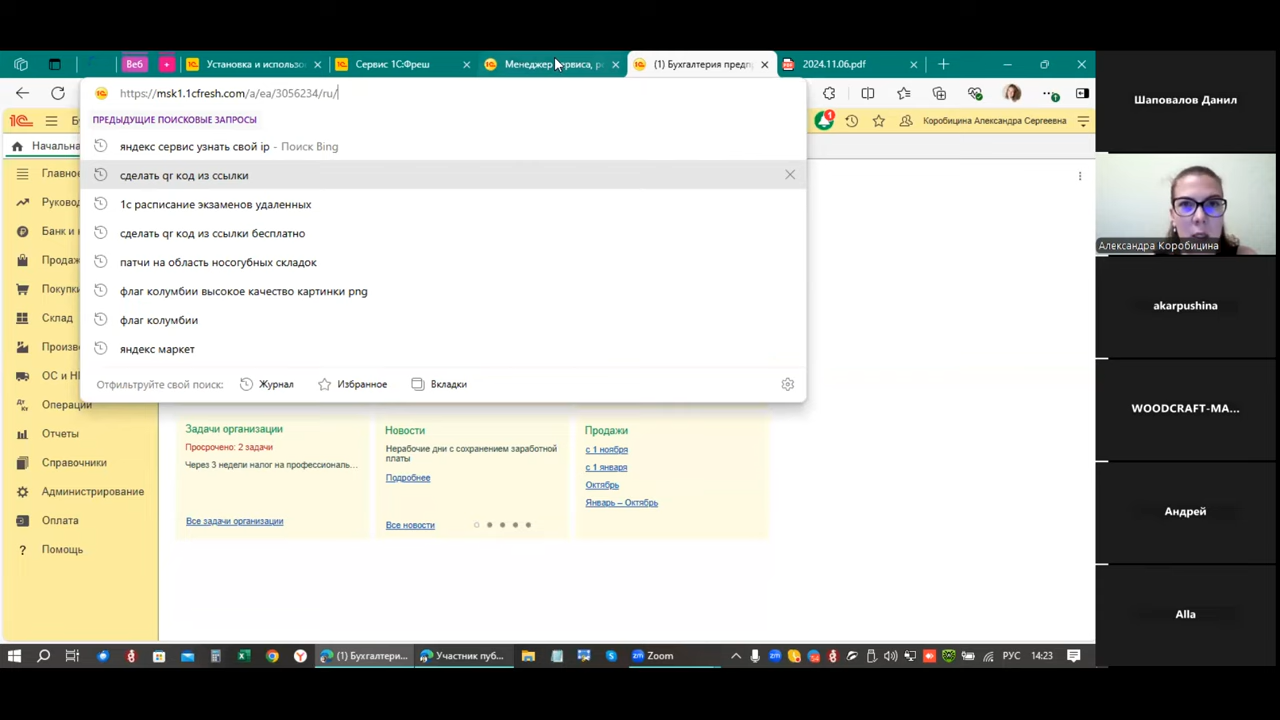 Веб
Установка и использо
Сервис 1С:Фреш
Менеджер сервиса, р
(1) Бухгалтерия предп
2024.11.06.pdf
https://msk1.1cfresh.com/a/ea/3056234/ru/
ПРЕДЫДУЩИЕ ПОИСКОВЫЕ ЗАПРОСЫ
яндекс сервис узнать свой ip - Поиск Bing
сделать qr код из ссылки
1с расписание экзаменов удаленных
сделать qr код из ссылки бесплатно
патчи на область носогубных складок
флаг колумбии высокое качество картинки png
флаг колумбии
яндекс маркет
Отфильтруйте свой поиск:
Журнал
Избранное
Вкладки
1
Коробицина Александра Сергеевна
Начальна
Главное
Руковод
Банк и к
Продаж
Покупки
Склад
Произв
ОС и НМ
Операции
Отчеты
Справочники
Администрирование
Оплата
Помощь
Задачи организации
Просрочено: 2 задачи
Через 3 недели налог на профессиональ...
Все задачи организации
Новости
Нерабочие дни с сохранением заработной
платы
Подробнее
Все новости
Продажи
с 1 ноября
с 1 января
Октябрь
Январь – Октябрь
(1) Бухгалтери...
Участник пуб...
Zoom
РУС
14:23
Шаповалов Данил
Александра Коробицина
akarpushina
WOODCRAFT-MA...
Андрей
Alla